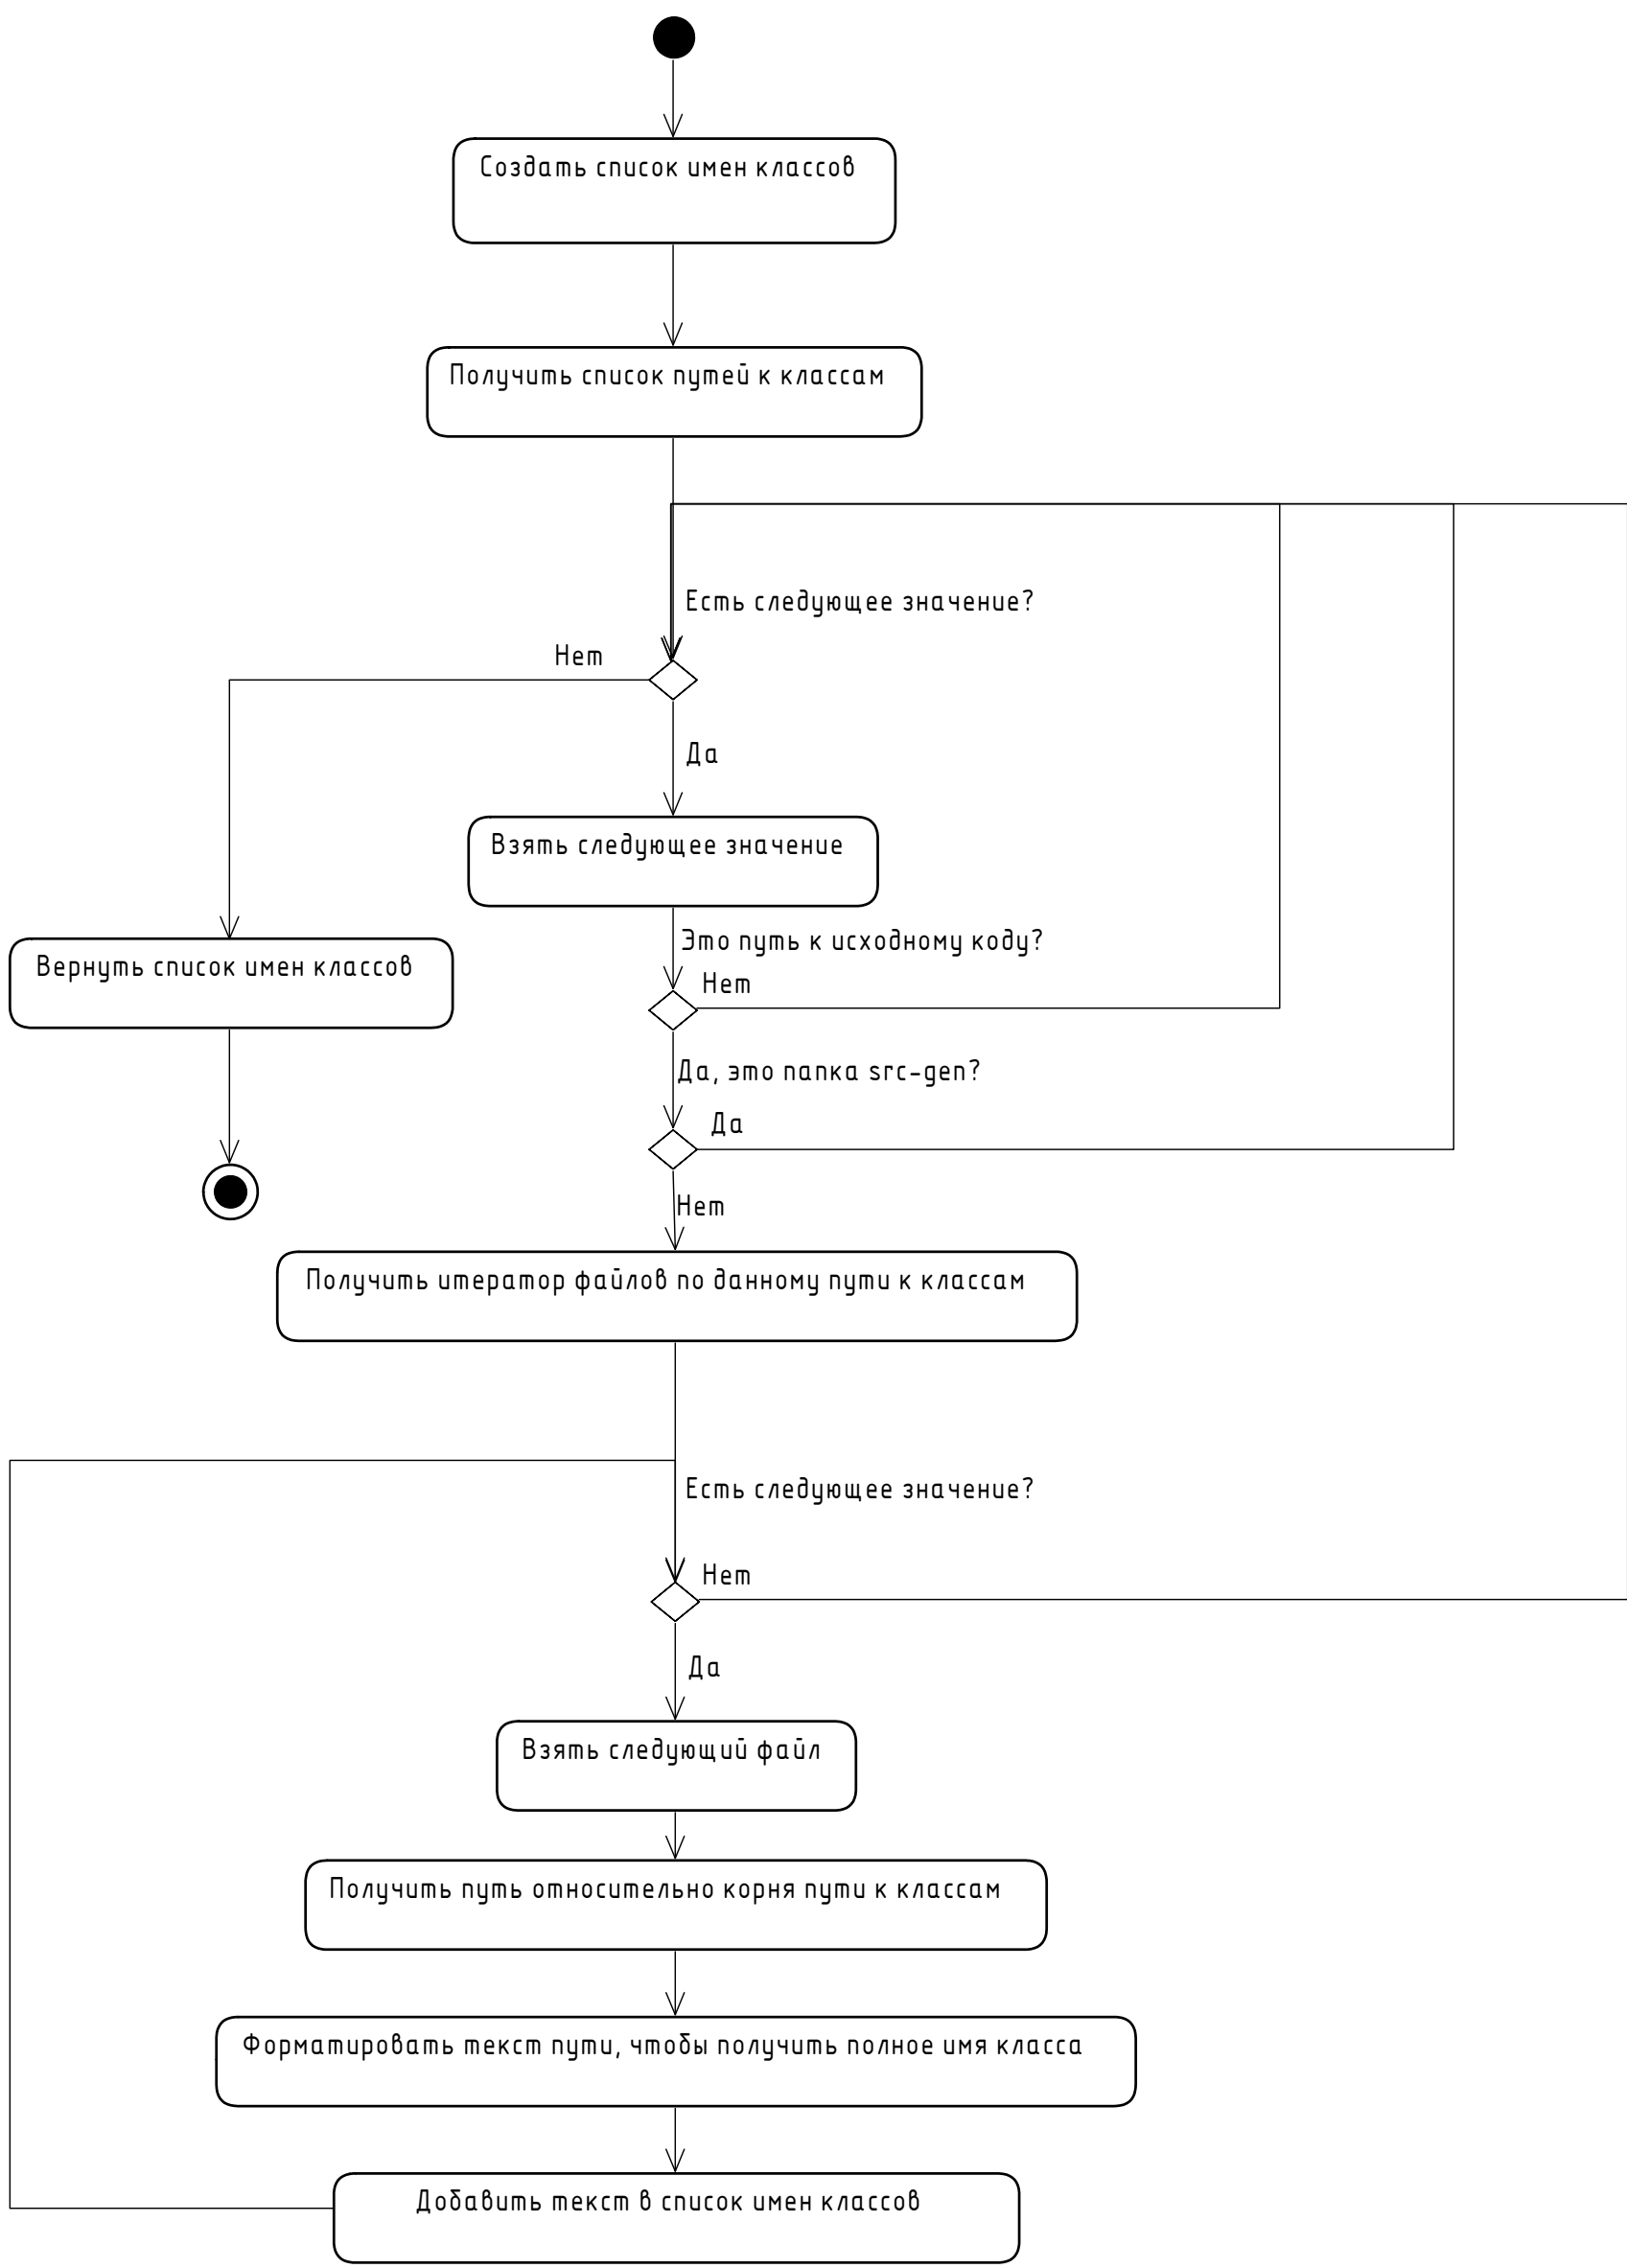 Создать список имен классов
Получить список путей к классам
Есть следующее значение?
Нет
Да
Взять следующее значение
Это путь к исходному коду?
Вернуть список имен классов
Нет
Да, это папка src-gen?
Да
Нет
Получить итератор файлов по данному пути к классам
Есть следующее значение?
Нет
Да
Взять следующий файл
Получить путь относительно корня пути к классам
Форматировать текст пути, чтобы получить полное имя класса
Добавить текст в список имен классов